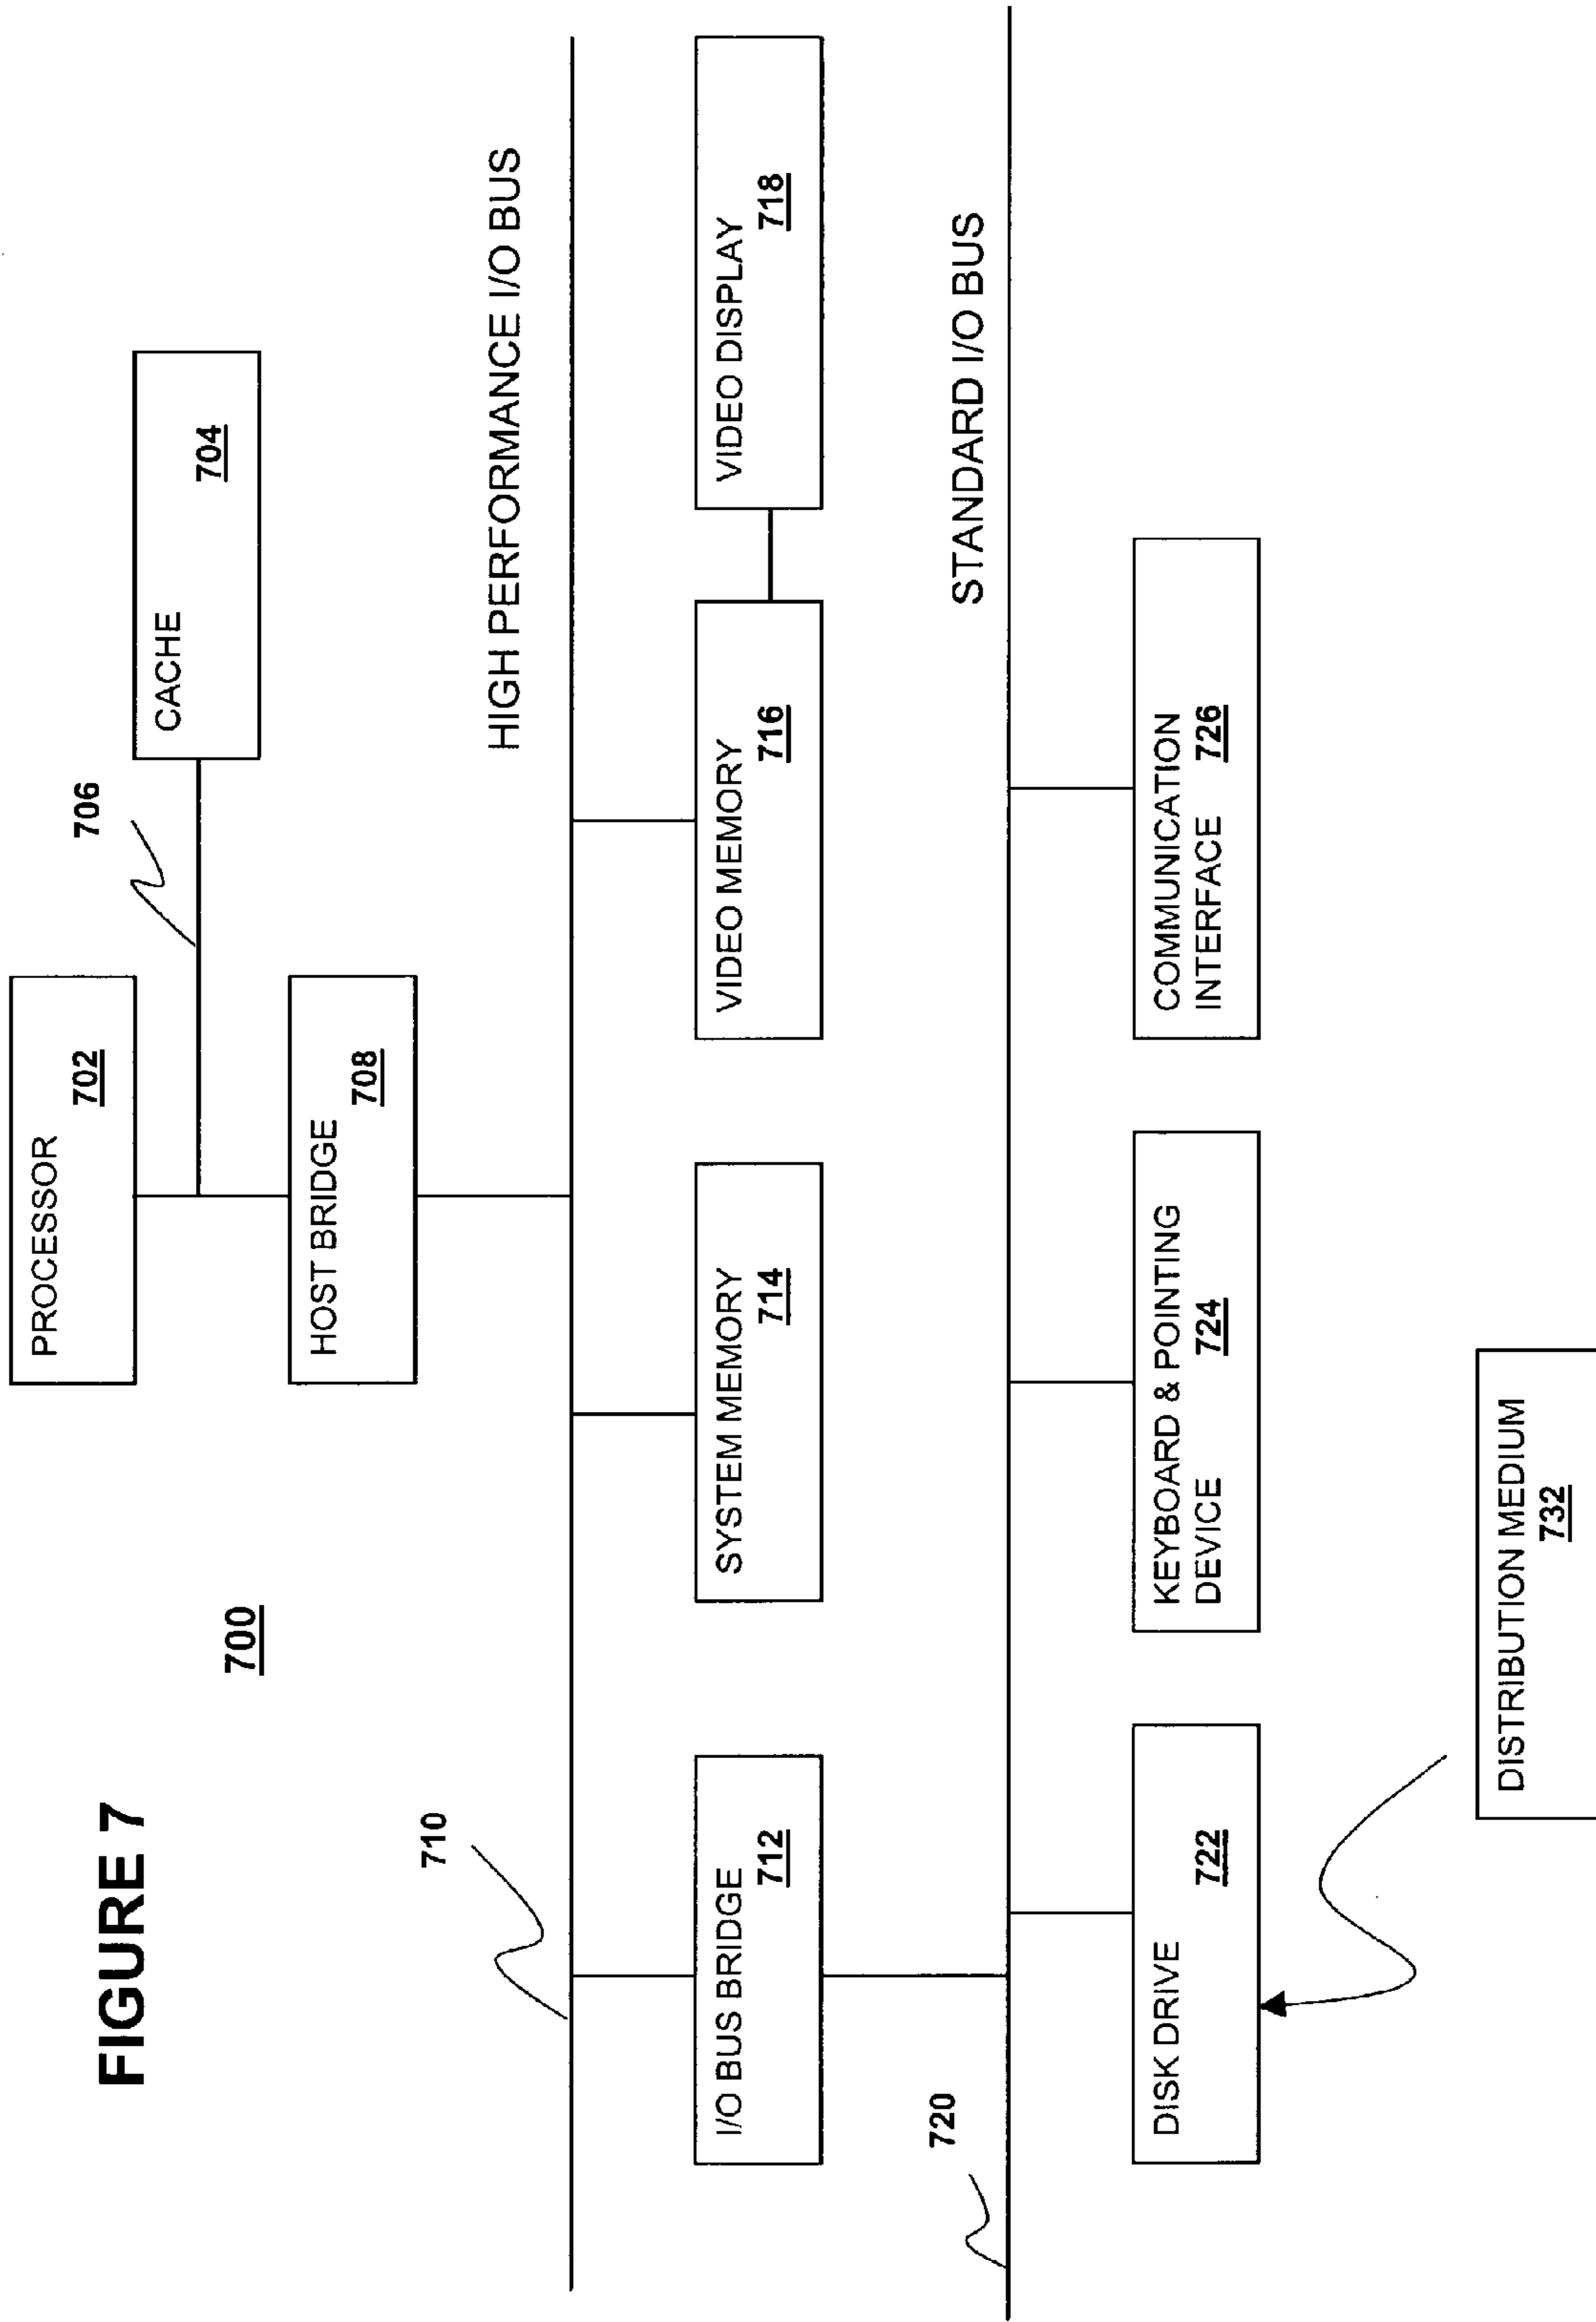 FIGURE 7
700
PROCESSOR
702
706
CACHE
704
HOST BRIDGE
708
710
HIGH PERFORMANCE I/O BUS
I/O BUS BRIDGE
712
SYSTEM MEMORY
714
VIDEO MEMORY
716
VIDEO DISPLAY
718
720
STANDARD I/O BUS
DISK DRIVE
722
KEYBOARD & POINTING
DEVICE 724
COMMUNICATION
INTERFACE 726
DISTRIBUTION MEDIUM
732